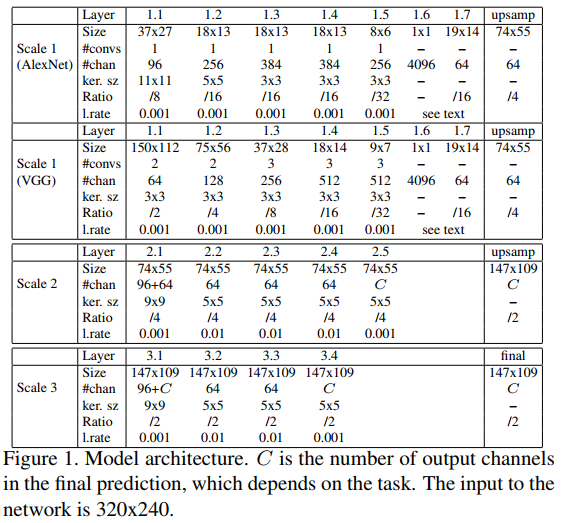 Layer 1.1 1.2 1.3 1.4 1.5 1.6 1.7 upsamp
Size 37x27 18x13 18x13 18x13 8x6 1x1 19x14 74x55
Scale 1 #convs 1 1 1 1 1 – – –
(AlexNet) #chan 96 256 384 384 256 4096 64 64
ker. sz 11x11 5x5 3x3 3x3 3x3 – – –
Ratio /8 /16 /16 /16 /32 – /16 /4
l.rate 0.001 0.001 0.001 0.001 0.001 see text
Layer 1.1 1.2 1.3 1.4 1.5 1.6 1.7 upsamp
Size 150x112 75x56 37x28 18x14 9x7 1x1 19x14 74x55
Scale 1 #convs 2 2 3 3 3 – – –
(VGG) #chan 64 128 256 512 512 4096 64 64
ker. sz 3x3 3x3 3x3 3x3 3x3 – – –
Ratio /2 /4 /8 /16 /32 – /16 /4
l.rate 0.001 0.001 0.001 0.001 0.001 see text
Layer 2.1 2.2 2.3 2.4 2.5 upsamp
Size 74x55 74x55 74x55 74x55 74x55 147x109
Scale 2 #chan 96+64 64 64 64 C C
ker. sz 9x9 5x5 5x5 5x5 5x5 –
Ratio /4 /4 /4 /4 /4 /2
l.rate 0.001 0.01 0.01 0.01 0.001
Layer 3.1 3.2 3.3 3.4 final
Size 147x109 147x109 147x109 147x109 147x109
Scale 3 #chan 96+C 64 64 C C
ker. sz 9x9 5x5 5x5 5x5 –
Ratio /2 /2 /2 /2 /2
l.rate 0.001 0.01 0.01 0.001
Figure 1. Model architecture. C is the number of output channels
in the final prediction, which depends on the task. The input to the
network is 320x240.